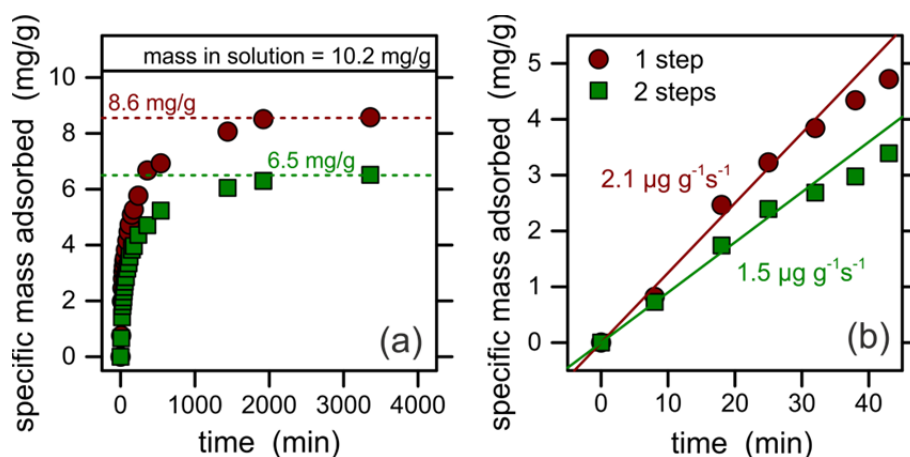 specific mass adsorbed (mg/g)
10
8
6
4
2
0
mass in solution = 10.2 mg/g
8.6 mg/g
6.5 mg/g
(a)
0 1000 2000 3000 4000
time (min)
specific mass adsorbed (mg/g)
5
4
3
2
1
0
1 step
2 steps
2.1 µg g⁻¹s⁻¹
1.5 µg g⁻¹s⁻¹
(b)
0 10 20 30 40
time (min)